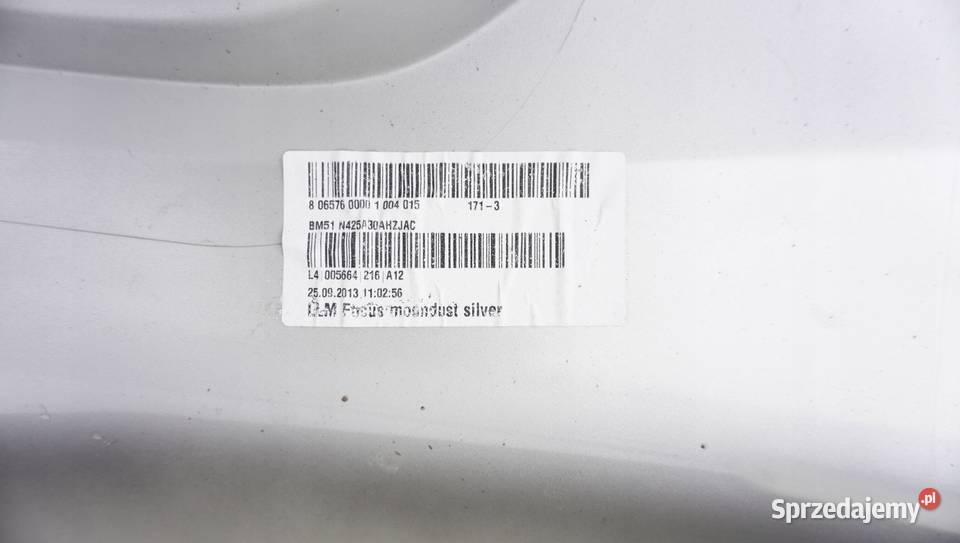 8 06576 0000 1 004 015 171-3
BM51 N425A30AHZJAC
L4 005664 216 A12
25.09.2013 11:02:56
Focus moondust silver
Sprzedajemy .pl